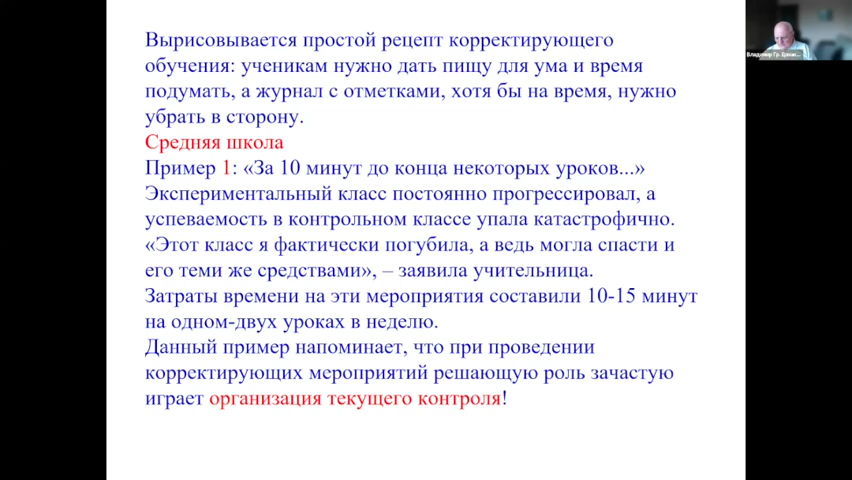 Вырисовывается простой рецепт корректирующего
обучения: ученикам нужно дать пищу для ума и время
подумать, а журнал с отметками, хотя бы на время, нужно
убрать в сторону.
Средняя школа
Пример 1: «За 10 минут до конца некоторых уроков...»
Экспериментальный класс постоянно прогрессировал, а
успеваемость в контрольном классе упала катастрофично.
«Этот класс я фактически погубила, а ведь могла спасти и
его теми же средствами», – заявила учительница.
Затраты времени на эти мероприятия составили 10-15 минут
на одном-двух уроках в неделю.
Данный пример напоминает, что при проведении
корректирующих мероприятий решающую роль зачастую
играет организация текущего контроля!
Владимир Гр.